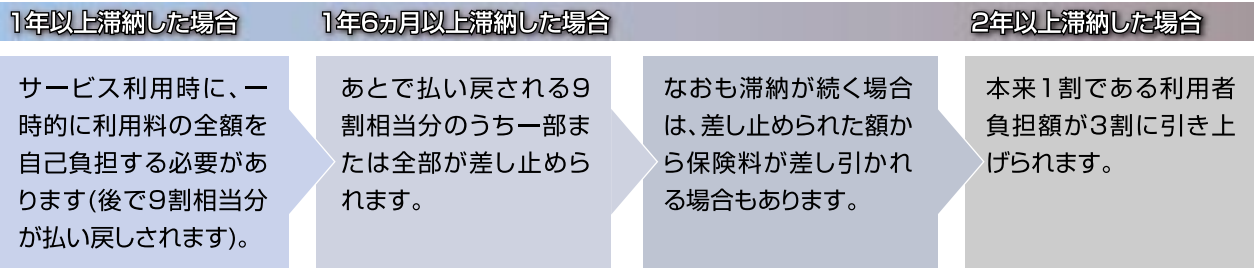 1年以上滞納した場合
1年6ヵ月以上滞納した場合
2年以上滞納した場合
サービス利用時に、一
時的に利用料の全額を
自己負担する必要があ
ります(後で9割相当分
が払い戻しされます)。
あとで払い戻される9
割相当分のうち一部ま
たは全部が差し止めら
れます。
なおも滞納が続く場合
は、差し止められた額か
ら保険料が差し引かれ
る場合もあります。
本来1割である利用者
負担額が3割に引き上
げられます。